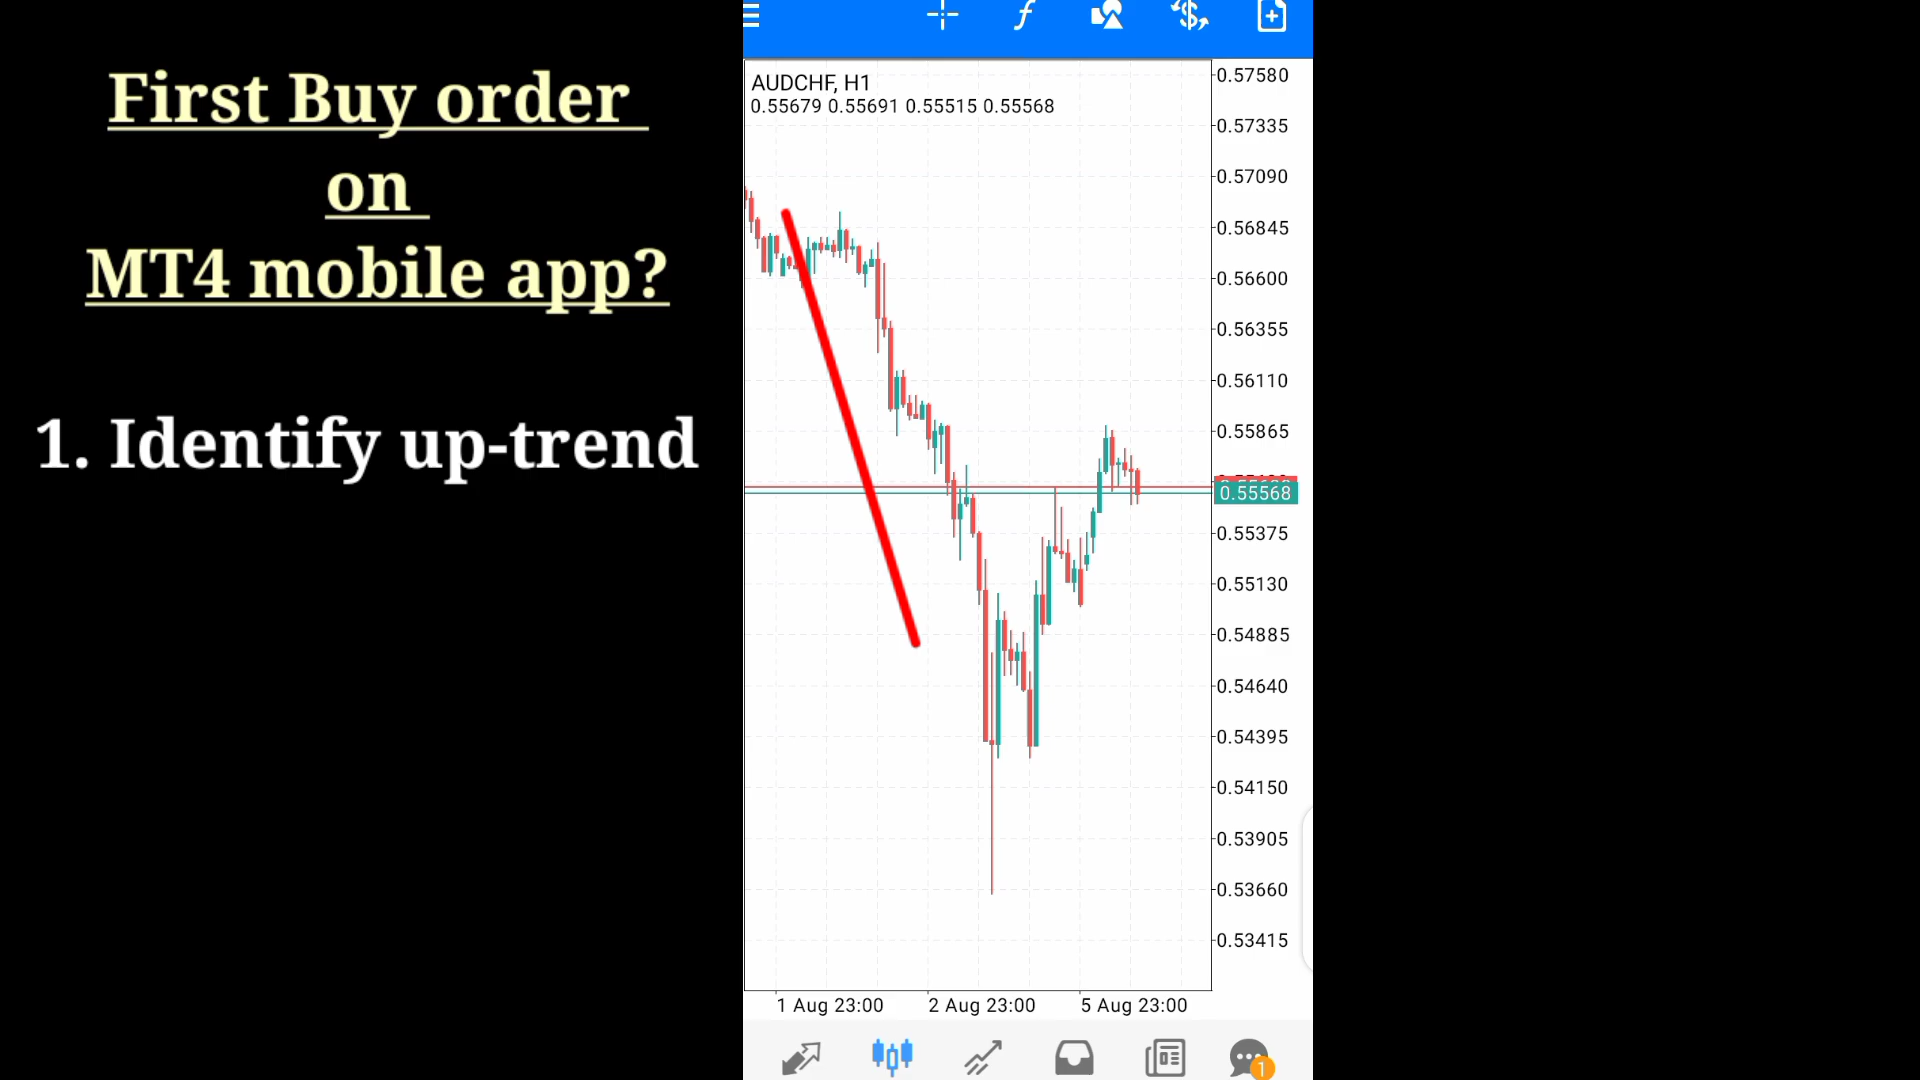 First Buy order
on
MT4 mobile app?
1. Identify up-trend
AUDCHF, H1
0.55679 0.55691 0.55515 0.55568
0.57580
0.57335
0.57090
0.56845
0.56600
0.56355
0.56110
0.55865
0.55568
0.55375
0.55130
0.54885
0.54640
0.54395
0.54150
0.53905
0.53660
0.53415
1 Aug 23:00 2 Aug 23:00 5 Aug 23:00
1